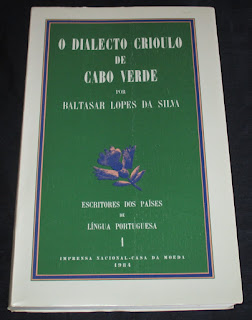 O DIALECTO CRIOULO
DE
CABO VERDE
POR
BALTASAR LOPES DA SILVA
ESCRITORES DOS PAÍSES
DE
LÍNGUA PORTUGUESA
1
IMPRENSA NACIONAL-CASA DA MOEDA
1984